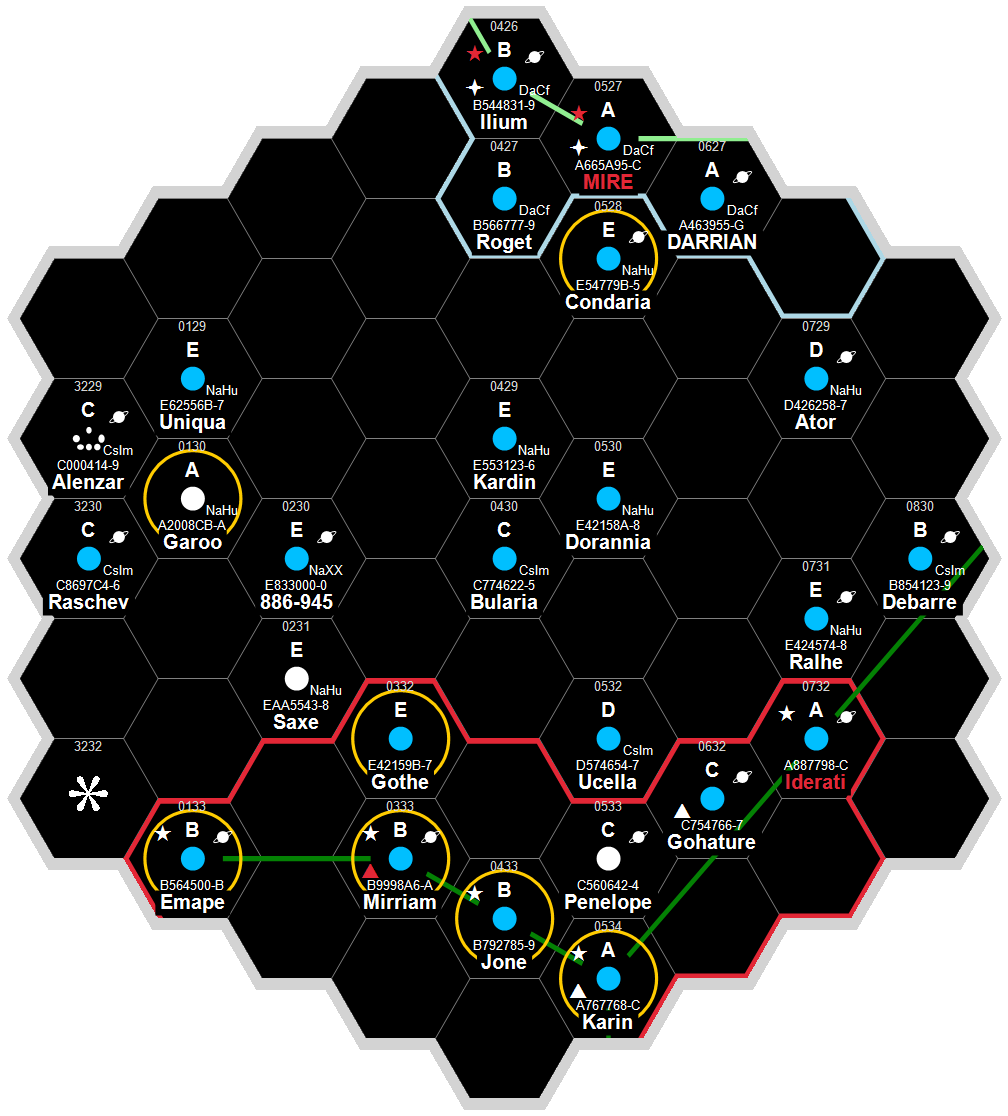 0426
B
DaCf
B544831-9
Ilium
0527
A
DaCf
A665A95-C
MIRE
0427
B
DaCf
B566777-9
Roget
0627
A
DaCf
A463955-G
DARRIAN
0528
E
NaHu
E54779B-5
Condaria
0129
E
NaHu
E62556B-7
Uniqua
0729
D
NaHu
D426258-7
Ator
3229
C
CsIm
C000414-9
Alenzar
0429
E
NaHu
E553123-6
Kardin
0130
A
NaHu
A2008CB-A
Garoo
0530
E
NaHu
E42158A-8
Dorannia
3230
C
CsIm
C8697C4-6
Raschev
0230
E
NaXX
E833000-0
886-945
0430
C
CsIm
C774622-5
Bularia
0830
B
CsIm
B854123-9
Debarre
0731
E
NaHu
E424574-8
Ralhe
0231
E
NaHu
EAA5543-8
Saxe
0332
E
E42159B-7
Gothe
0532
D
CsIm
D574654-7
Ucella
0732
A
A887798-C
Iderati
3232
0632
C
C754766-7
Gohature
0133
B
B564500-B
Emape
0333
B
B9998A6-A
Mirriam
0533
C
C560642-4
Penelope
0433
B
B792785-9
Jone
0534
A
A767768-C
Karin